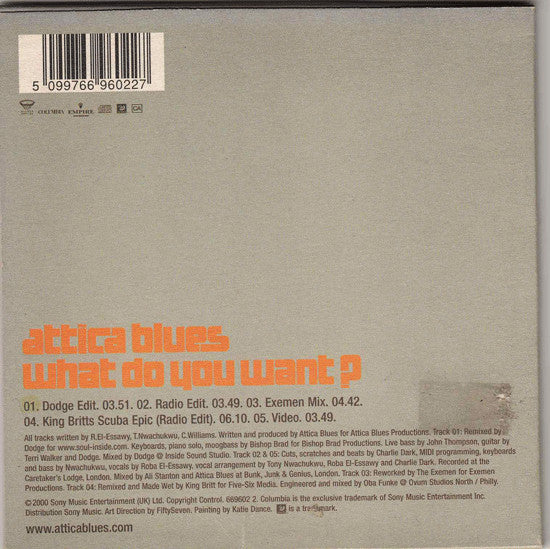 5 099766 960227
COLUMBIA
EMPIRE
CA
attica blues
what do you want?
01. Dodge Edit. 03.51. 02. Radio Edit. 03.49. 03. Exemen Mix. 04.42.
04. King Britts Scuba Epic (Radio Edit). 06.10. 05. Video. 03.49.
All tracks written by R.El-Essawy, T.Nwachukwu, C.Williams. Written and produced by Attica Blues for Attica Blues Productions. Track 01: Remixed by
Dodge for www.soul-inside.com. Keyboards, piano solo, moogbass by Bishop Brad for Bishop Brad Productions. Live bass by John Thompson, guitar by
Terri Walker and Dodge. Mixed by Dodge @ Inside Sound Studio. Track 02 & 05: Cuts, scratches and beats by Charlie Dark, MIDI programming, keyboards
and bass by Nwachukwu, vocals by Roba El-Essawy, vocal arrangement by Tony Nwachukwu, Roba El-Essawy and Charlie Dark. Recorded at the
Caretaker's Lodge, London. Mixed by Ali Stanton and Attica Blues at Bunk, Junk & Genius, London. Track 03: Reworked by The Exemen for Exemen
Productions. Track 04: Remixed and Made Wet by King Britt for Five-Six Media. Engineered and mixed by Oba Funke @ Ovum Studios North / Philly.
© 2000 Sony Music Entertainment (UK) Ltd. Copyright Control. 669602 2. Columbia is the exclusive trademark of Sony Music Entertainment Inc.
Distribution Sony Music. Art Direction by FiftySeven. Painting by Katie Dance. is a trademark.
www.atticablues.com